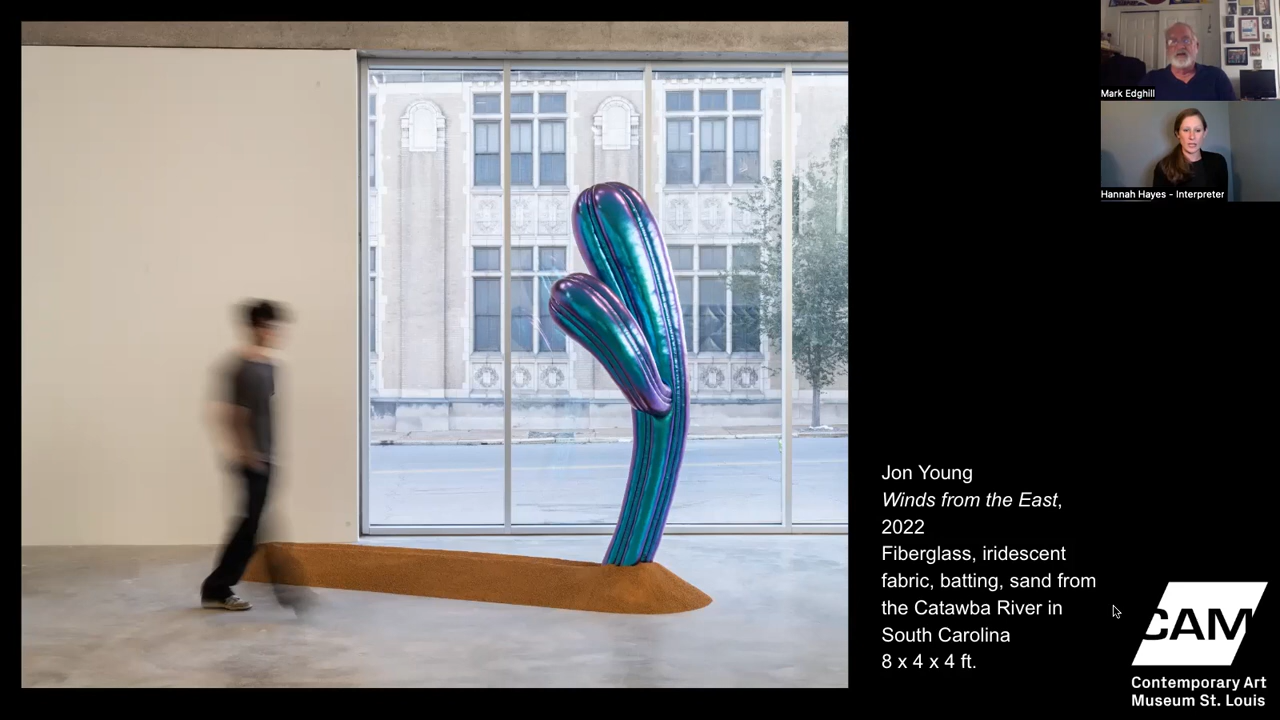 Mark Edghill
Hannah Hayes - Interpreter
Jon Young
Winds from the East,
2022
Fiberglass, iridescent
fabric, batting, sand from
the Catawba River in
South Carolina
8 x 4 x 4 ft.
CAM
Contemporary Art
Museum St. Louis